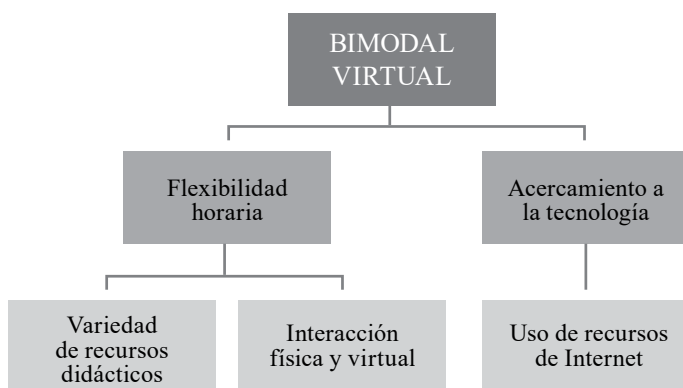 BIMODAL
VIRTUAL
Flexibilidad
horaria
Acercamiento a
la tecnología
Variedad
de recursos
didácticos
Interacción
física y virtual
Uso de recursos
de Internet